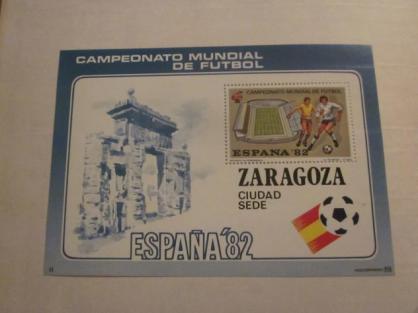 CAMPEONATO MUNDIAL
DE FUTBOL
CAMPEONATO MUNDIAL DE FUTBOL
ESPAÑA'82
ZARAGOZA
CIUDAD
SEDE
ESPAÑA'82